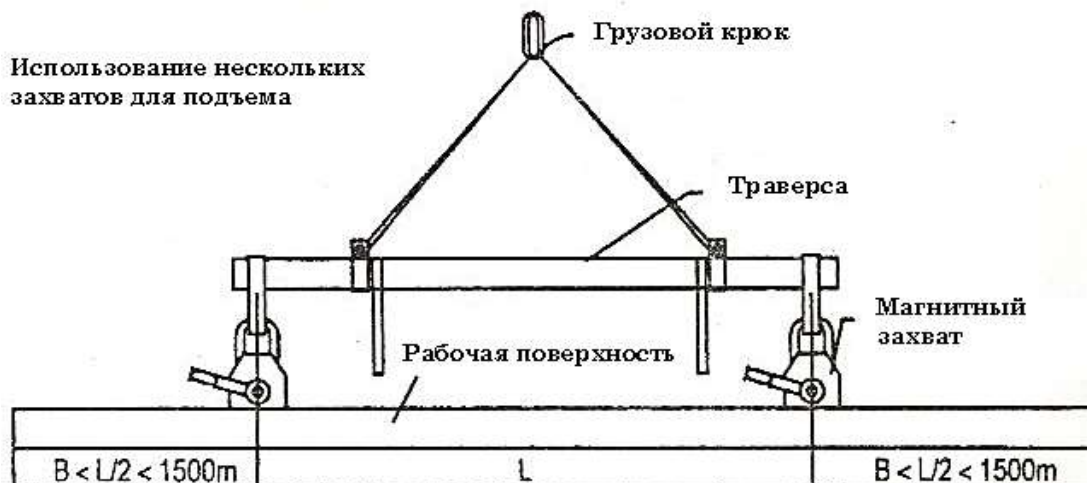 Грузовой крюк
Использование нескольких
захватов для подъема
Траверса
Магнитный
захват
Рабочая поверхность
B < L/2 < 1500m
L
B < L/2 < 1500m